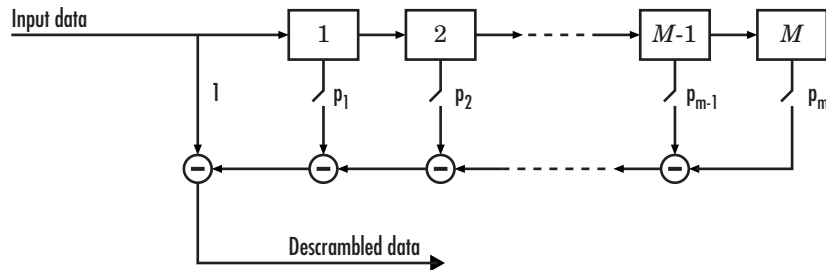 Input data
1
2
M-1
M
1
p1
p2
pm-1
pm
Descrambled data